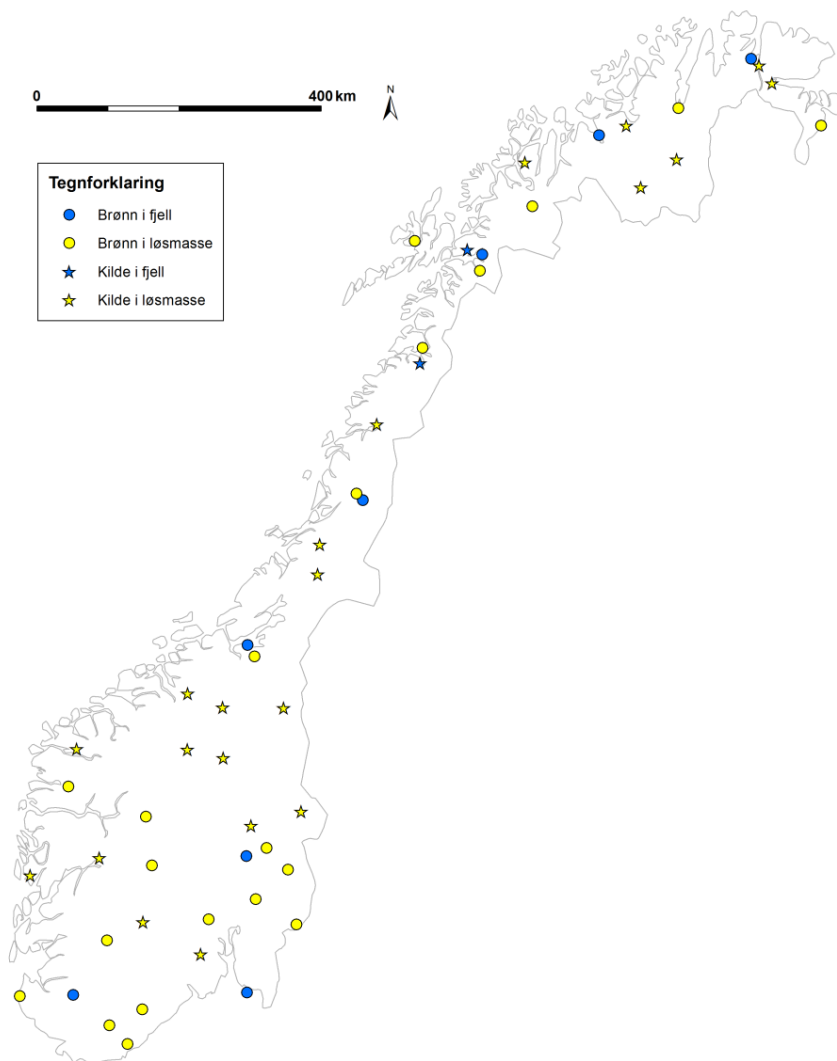 0 400 km
N
Tegnforklaring
Brønn i fjell
Brønn i løsmasse
Kilde i fjell
Kilde i løsmasse